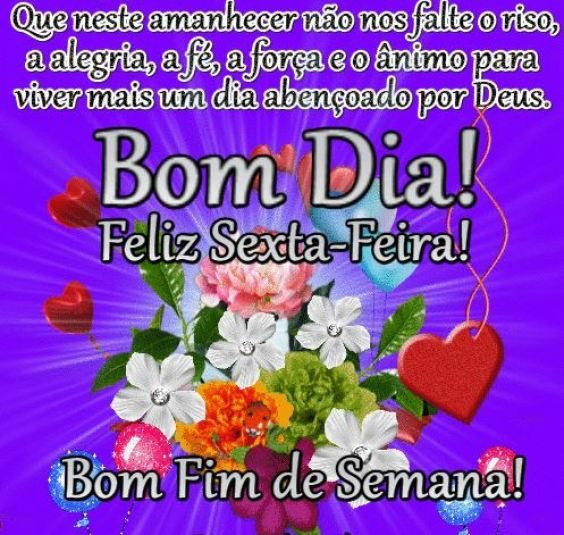 Que neste amanhecer não nos falte o riso,
a alegria, a fé, a força e o ânimo para
viver mais um dia abençoado por Deus.
Bom Dia!
Feliz Sexta-Feira!
Bom Fim de Semana!